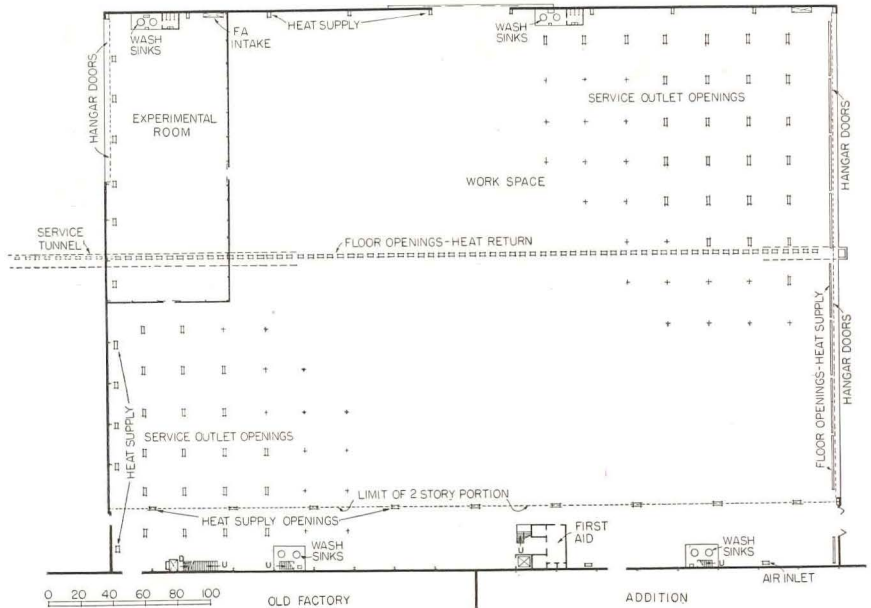 HEAT SUPPLY
WASH
SINKS
FA
INTAKE
WASH
SINKS
HANGAR DOORS
EXPERIMENTAL
ROOM
SERVICE OUTLET OPENINGS
HANGAR DOORS
WORK SPACE
SERVICE
TUNNEL
FLOOR OPENINGS-HEAT RETURN
FLOOR OPENINGS-HEAT SUPPLY
HANGAR DOORS
HEAT SUPPLY
SERVICE OUTLET OPENINGS
LIMIT OF 2 STORY PORTION
HEAT SUPPLY OPENINGS
WASH
SINKS
FIRST
AID
WASH
SINKS
AIR INLET
0 20 40 60 80 100
OLD FACTORY
ADDITION